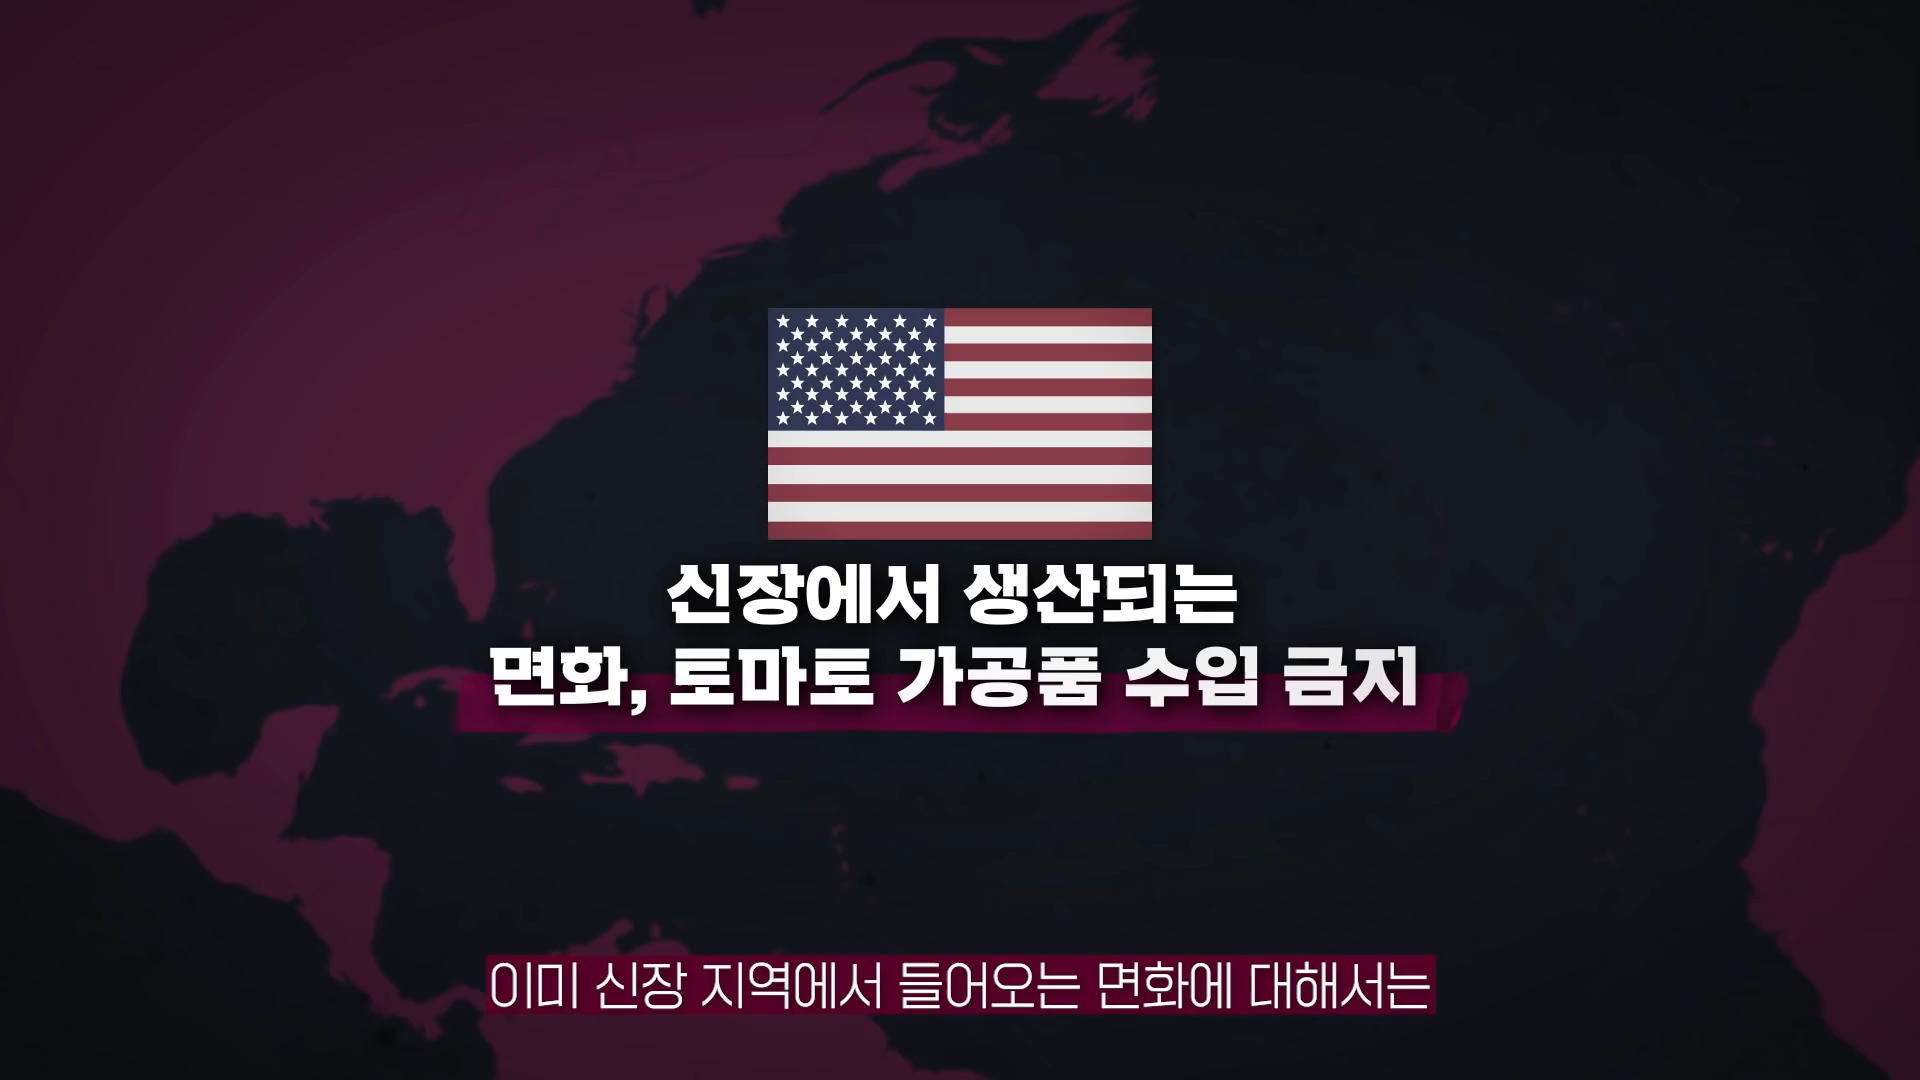 신장에서 생산되는
면화, 토마토 가공품 수입 금지
이미 신장 지역에서 들어오는 면화에 대해서는